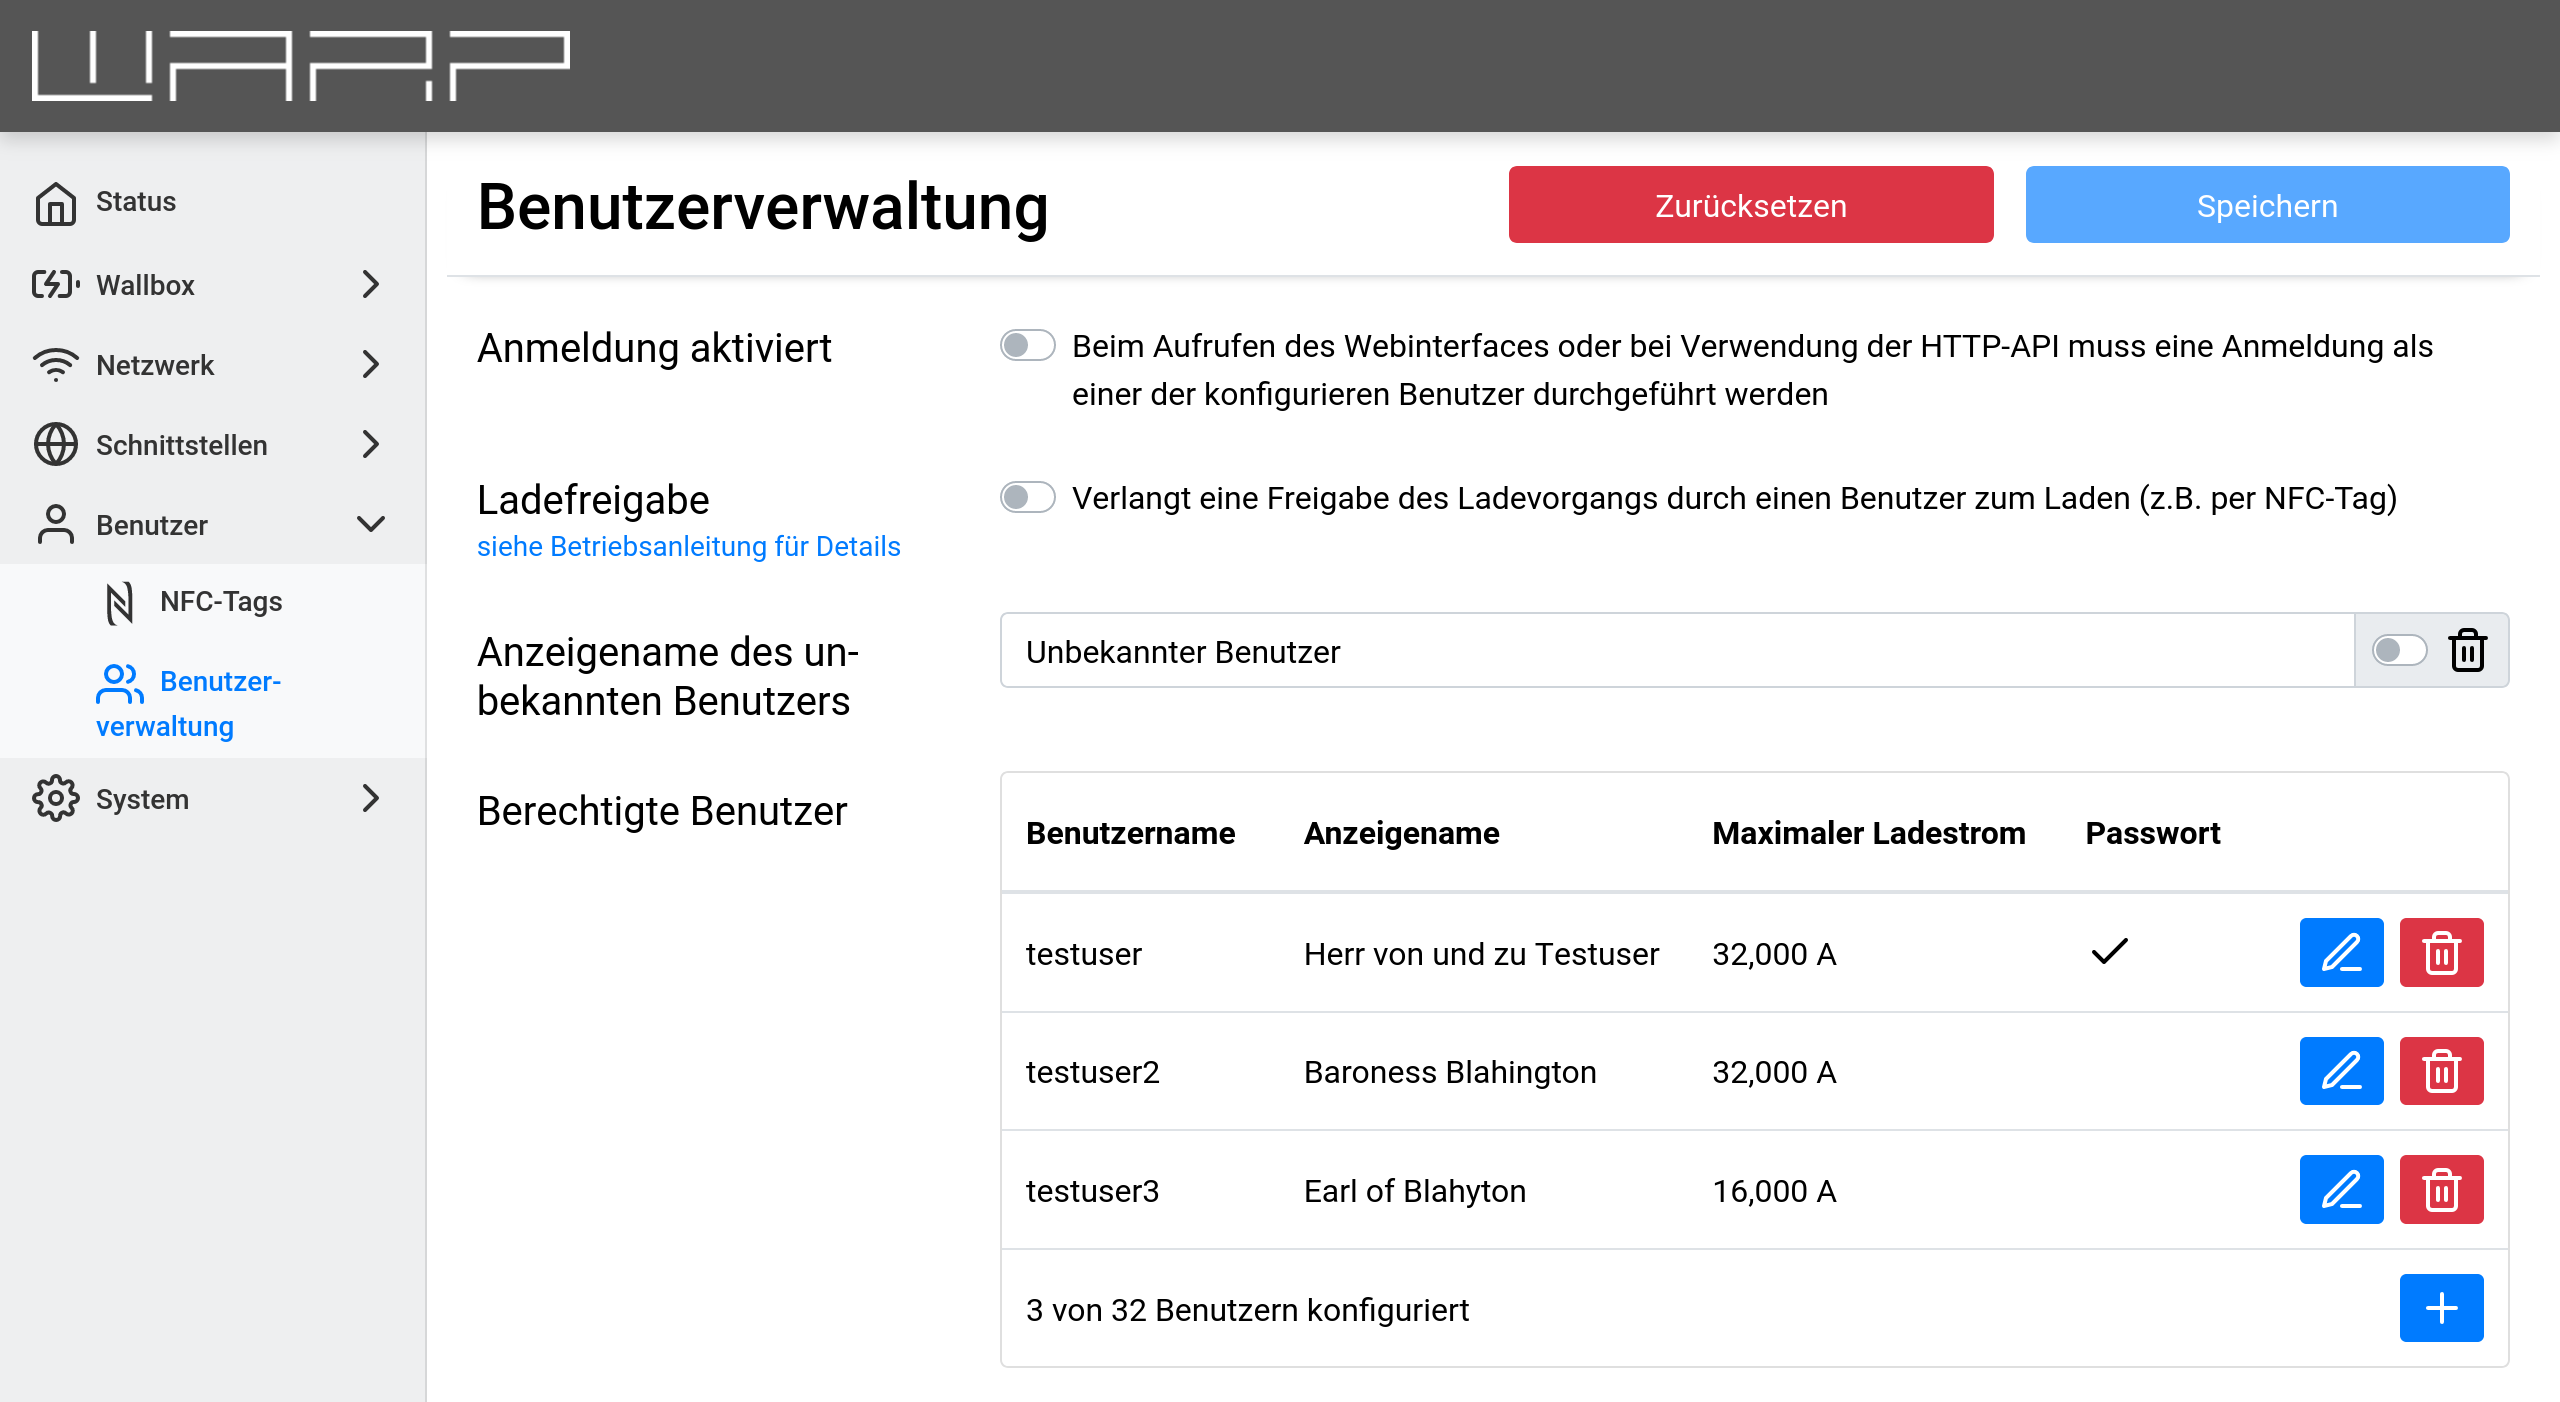 WARP
Status
Wallbox
Netzwerk
Schnittstellen
Benutzer
NFC-Tags
Benutzer-
verwaltung
System
Benutzerverwaltung
Zurücksetzen
Speichern
Anmeldung aktiviert
Beim Aufrufen des Webinterfaces oder bei Verwendung der HTTP-API muss eine Anmeldung als
einer der konfigurieren Benutzer durchgeführt werden
Ladefreigabe
siehe Betriebsanleitung für Details
Verlangt eine Freigabe des Ladevorgangs durch einen Benutzer zum Laden (z.B. per NFC-Tag)
Anzeigename des un-
bekannten Benutzers
Unbekannter Benutzer
Berechtigte Benutzer
Benutzername Anzeigename Maximaler Ladestrom Passwort
testuser Herr von und zu Testuser 32,000 A
testuser2 Baroness Blahington 32,000 A
testuser3 Earl of Blahyton 16,000 A
3 von 32 Benutzern konfiguriert